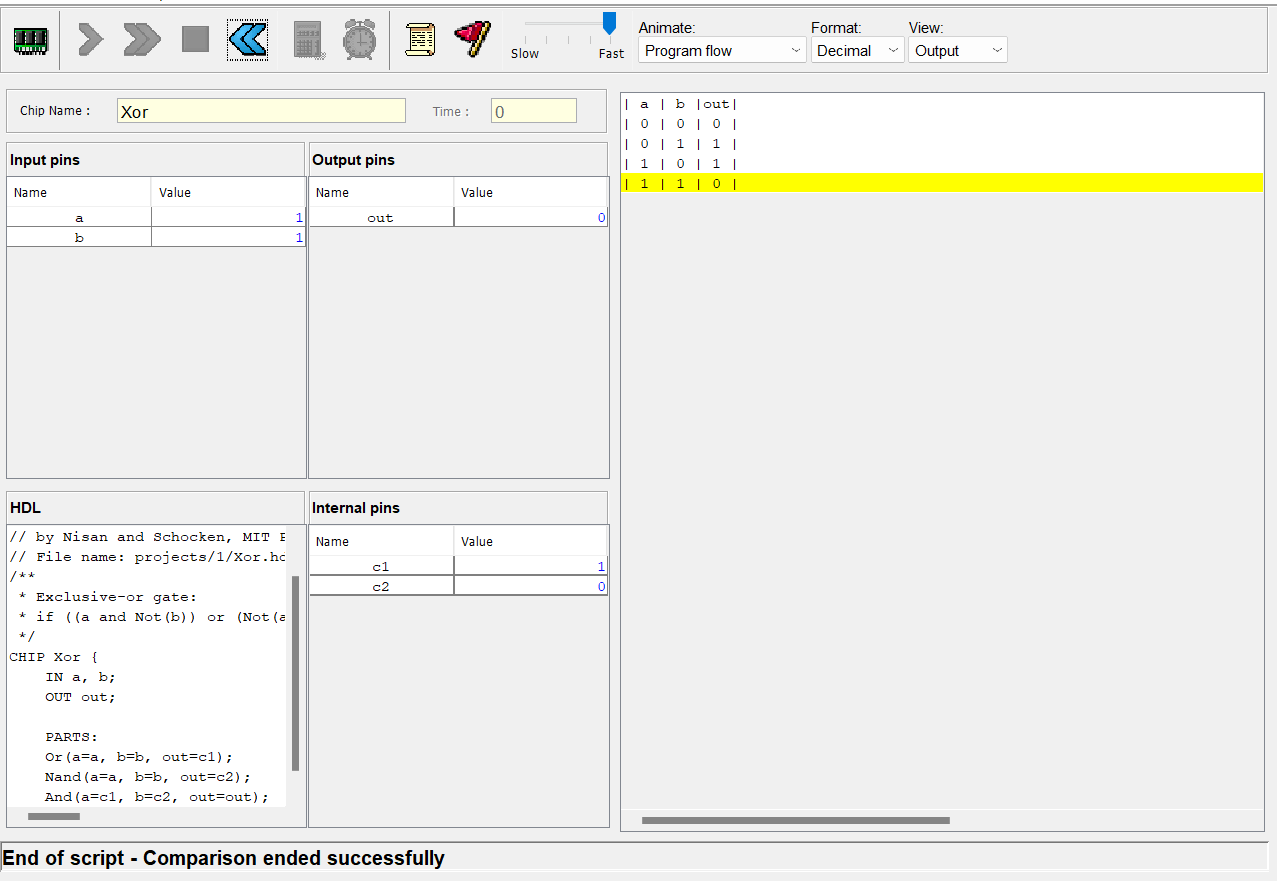 Slow
Fast
Animate:
Program flow
Format:
Decimal
View:
Output
Chip Name :
Xor
Time :
0
Input pins
Name Value
a 1
b 1
Output pins
Name Value
out 0
HDL
// by Nisan and Schocken, MIT P
// File name: projects/1/Xor.hd
/**
 * Exclusive-or gate:
 * if ((a and Not(b)) or (Not(a
 */
CHIP Xor {
    IN a, b;
    OUT out;
    PARTS:
    Or(a=a, b=b, out=c1);
    Nand(a=a, b=b, out=c2);
    And(a=c1, b=c2, out=out);
Internal pins
Name Value
c1 1
c2 0
| a | b |out|
| 0 | 0 | 0 |
| 0 | 1 | 1 |
| 1 | 0 | 1 |
| 1 | 1 | 0 |
End of script - Comparison ended successfully